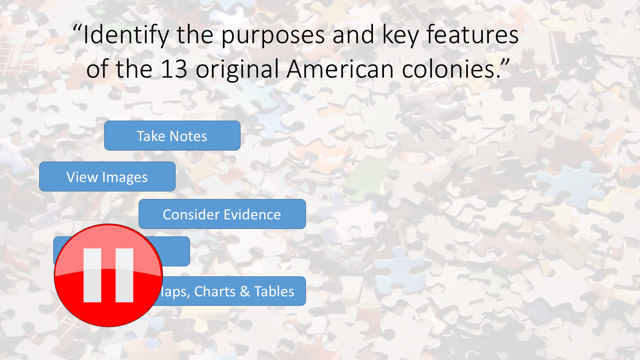 “Identify the purposes and key features
of the 13 original American colonies.”
Take Notes
View Images
Consider Evidence
Charts & Tables